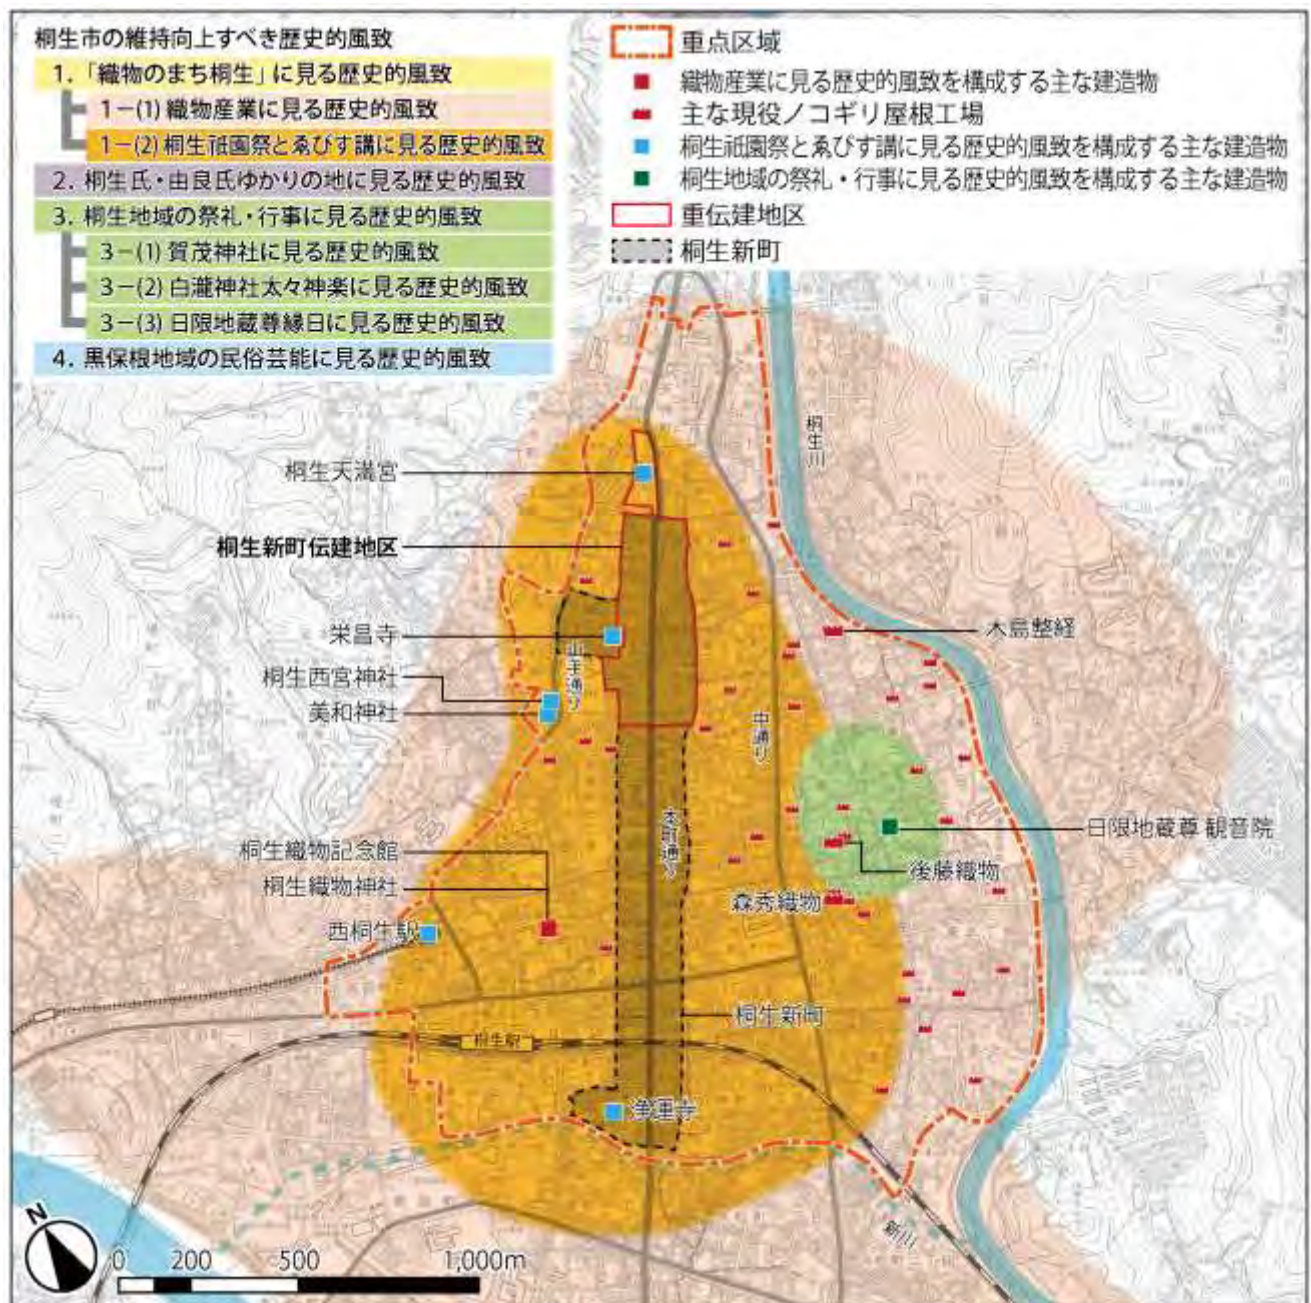 桐生市の維持向上すべき歴史的風致
1.「織物のまち桐生」に見る歴史的風致
1−(1) 織物産業に見る歴史的風致
1−(2) 桐生祇園祭とゑびす講に見る歴史的風致
2. 桐生氏・由良氏ゆかりの地に見る歴史的風致
3. 桐生地域の祭礼・行事に見る歴史的風致
3−(1) 賀茂神社に見る歴史的風致
3−(2) 白瀧神社太々神楽に見る歴史的風致
3−(3) 日限地蔵尊縁日に見る歴史的風致
4. 黒保根地域の民俗芸能に見る歴史的風致
重点区域
織物産業に見る歴史的風致を構成する主な建造物
主な現役ノコギリ屋根工場
桐生祇園祭とゑびす講に見る歴史的風致を構成する主な建造物
桐生地域の祭礼・行事に見る歴史的風致を構成する主な建造物
重伝建地区
桐生新町
桐生川
桐生天満宮
桐生新町伝建地区
栄昌寺
木島整経
桐生西宮神社
美和神社
山手通り
中通り
本町通り
日限地蔵尊 観音院
後藤織物
桐生織物記念館
桐生織物神社
森秀織物
西桐生駅
桐生新町
桐生駅
浄運寺
新川
N
0 200 500 1,000m